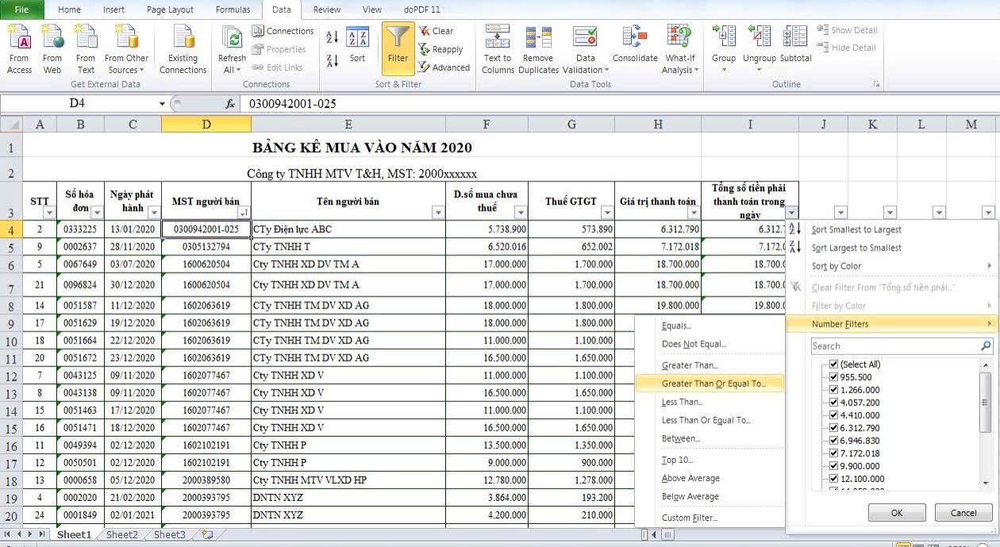 File Home Insert Page Layout Formulas Data Review View doPDF 11
From Access From Web From Text From Other Sources Existing Connections Refresh All Connections Properties Edit Links Sort Filter Clear Reapply Advanced Text to Columns Remove Duplicates Data Validation Consolidate What-If Analysis Group Ungroup Subtotal Show Detail Hide Detail
Get External Data Connections Sort & Filter Data Tools Outline
D4 fx 0300942001-025
A B C D E F G H I J K L M
1 BẢNG KÊ MUA VÀO NĂM 2020
2 Công ty TNHH MTV T&H, MST: 2000xxxxxx
3 STT Số hóa đơn Ngày phát hành MST người bán Tên người bán D.số mua chưa thuế Thuế GTGT Giá trị thanh toán Tổng số tiền phải thanh toán trong ngày
4 2 0333225 13/01/2020 0300942001-025 CTy Điện lực ABC 5.738.900 573.890 6.312.790
5 9 0002637 28/11/2020 0305132794 CTy TNHH T 6.520.016 652.002 7.172.018
6 5 0067649 03/07/2020 1600620504 Cty TNHH XD DV TM A 17.000.000 1.700.000 18.700.000
7 21 0096824 30/12/2020 1600620504 Cty TNHH XD DV TM A 17.000.000 1.700.000 18.700.000
8 14 0051587 11/12/2020 1602063619 CTy TNHH TM DV XD AG 18.000.000 1.800.000 19.800.000
9 17 0051629 19/12/2020 1602063619 CTy TNHH TM DV XD AG 18.000.000 1.800.000
10 18 0051664 22/12/2020 1602063619 CTy TNHH TM DV XD AG 11.000.000 1.100.000
11 20 0051672 23/12/2020 1602063619 CTy TNHH TM DV XD AG 16.500.000 1.650.000
12 7 0043125 09/11/2020 1602077467 Cty TNHH XD V 11.000.000 1.100.000
13 8 0043138 09/11/2020 1602077467 Cty TNHH XD V 16.500.000 1.650.000
14 15 0051463 17/12/2020 1602077467 Cty TNHH XD V 11.000.000 1.100.000
15 16 0051471 18/12/2020 1602077467 Cty TNHH XD V 16.500.000 1.650.000
16 11 0049394 02/12/2020 1602102191 Cty TNHH P 13.500.000 1.350.000
17 12 0050501 02/12/2020 1602102191 Cty TNHH P 9.000.000 900.000
18 13 0000658 05/12/2020 2000389580 Cty TNHH MTV VLXD HP 12.780.000 1.278.000
19 4 0002020 21/02/2020 2000393795 DNTN XYZ 3.864.000 193.200
20 24 0001849 02/01/2021 2000393795 DNTN XYZ 4.200.000 210.000
Sort Smallest to Largest
Sort Largest to Smallest
Sort by Color
Clear Filter From "Tổng số tiền phải..."
Filter by Color
Number Filters
Search
(Select All)
955.500
1.266.000
4.057.200
4.410.000
6.312.790
6.946.830
7.172.018
9.900.000
12.100.000
OK Cancel
Equals...
Does Not Equal...
Greater Than...
Greater Than Or Equal To...
Less Than...
Less Than Or Equal To...
Between...
Top 10...
Above Average
Below Average
Custom Filter...
Sheet1 Sheet2 Sheet3